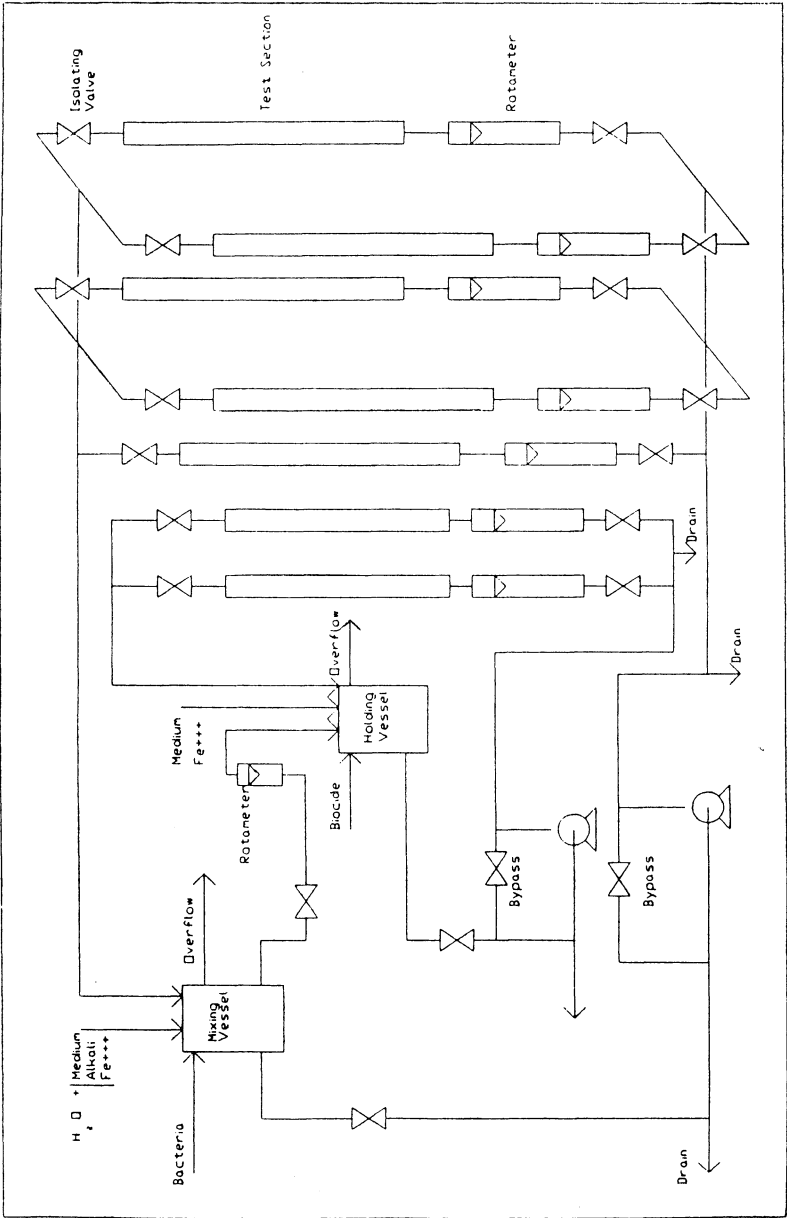 Isolating
Valve
Test Section
Rotameter
Overflow
Medium
Fe+++
Holding
Vessel
Drain
Drain
Rotameter
Biocide
Overflow
Bypass
Bypass
H₂O +
Medium
Alkali
Fe+++
Mixing
Vessel
Bacteria
Drain